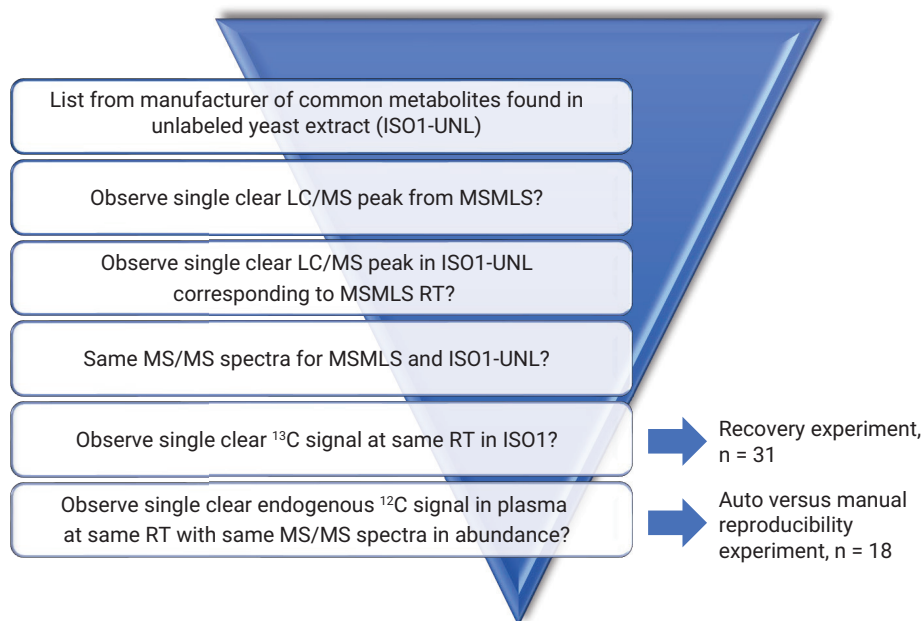 List from manufacturer of common metabolites found in
unlabeled yeast extract (ISO1-UNL)
Observe single clear LC/MS peak from MSMLS?
Observe single clear LC/MS peak in ISO1-UNL
corresponding to MSMLS RT?
Same MS/MS spectra for MSMLS and ISO1-UNL?
Observe single clear ¹³C signal at same RT in ISO1?
Recovery experiment,
n = 31
Observe single clear endogenous ¹²C signal in plasma
at same RT with same MS/MS spectra in abundance?
Auto versus manual
reproducibility
experiment, n = 18